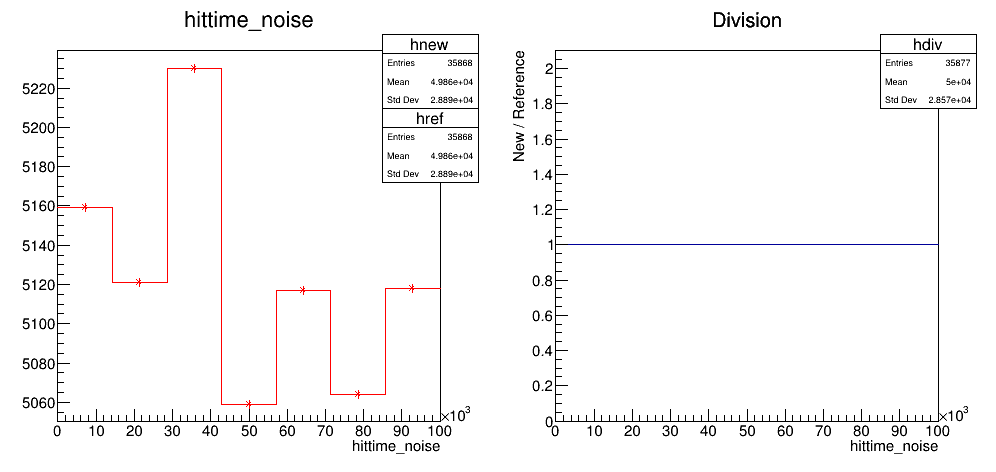 hittime_noise
hnew
Entries 35868
Mean 4.986e+04
Std Dev 2.889e+04
href
Entries 35868
Mean 4.986e+04
Std Dev 2.889e+04
5220
5200
5180
5160
5140
5120
5100
5080
5060
0 10 20 30 40 50 60 70 80 90 100
×10³
hittime_noise
Division
hdiv
Entries 35877
Mean 5e+04
Std Dev 2.857e+04
New / Reference
2
1.8
1.6
1.4
1.2
1
0.8
0.6
0.4
0.2
0
0 10 20 30 40 50 60 70 80 90 100
×10³
hittime_noise